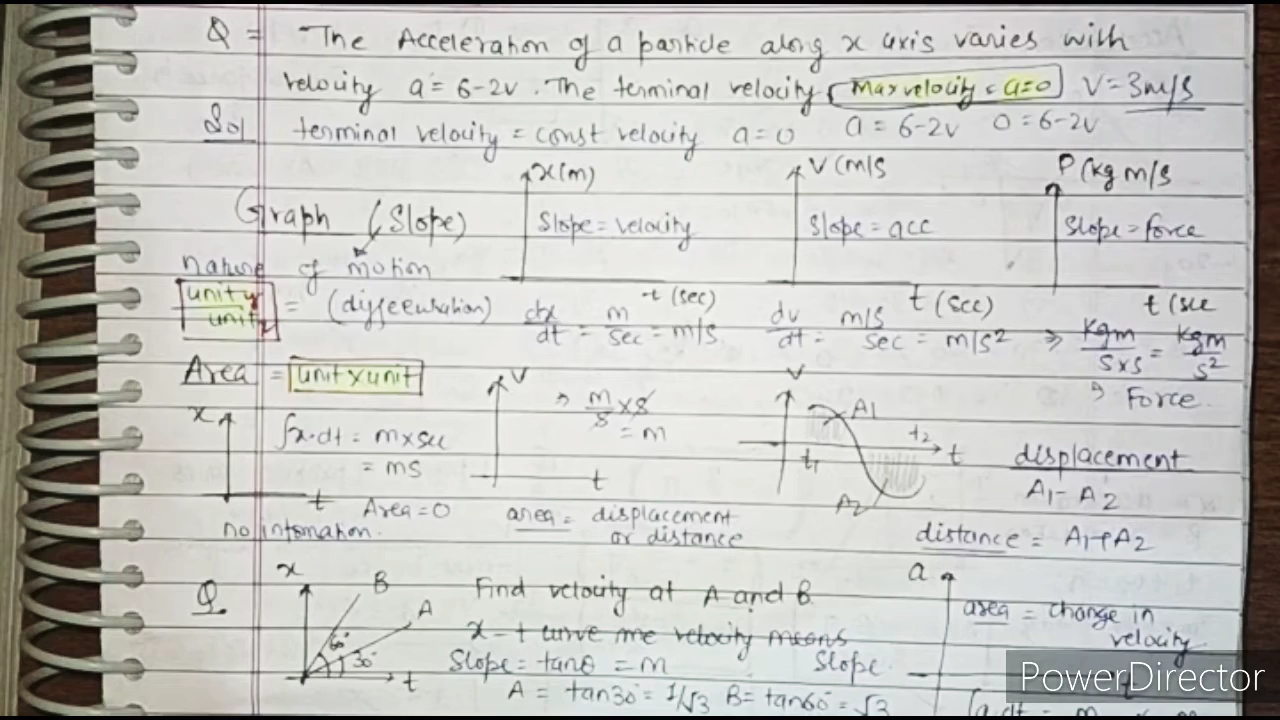 Q = -The Acceleration of a particle along x axis varies with
velocity a = 6-2v. The terminal velocity, Max velocity = a=0 V = 3m/s
Sol terminal velocity = const velocity a=0 a = 6-2v 0 = 6-2v
x(m) V (m/s P (kg m/s
Graph (Slope) Slope = velocity Slope = acc Slope = force
nature of motion
t (sec) t (sec) t (sec
unit y / unit = (differentiation) dx/dt = m/sec = m/s dv/dt = m/s / sec = m/s² ⇒ kgm/s×s = kgm/s²
Area = unit x unit V V ⇒ Force.
x ∫x.dt = m×sec ⇒ m/s × s = m A1
= ms t1 t2 t displacement
t Area = 0 t A2 A1 - A2
no infomation. area = displacement or distance distance = A1 + A2
Q x B Find velocity at A and B a
A area = change in
60° x-t curve me velocity means velocity
30° Slope = tanθ = m Slope.
t A = tan30° = 1/√3 B = tan60° = √3
PowerDirector